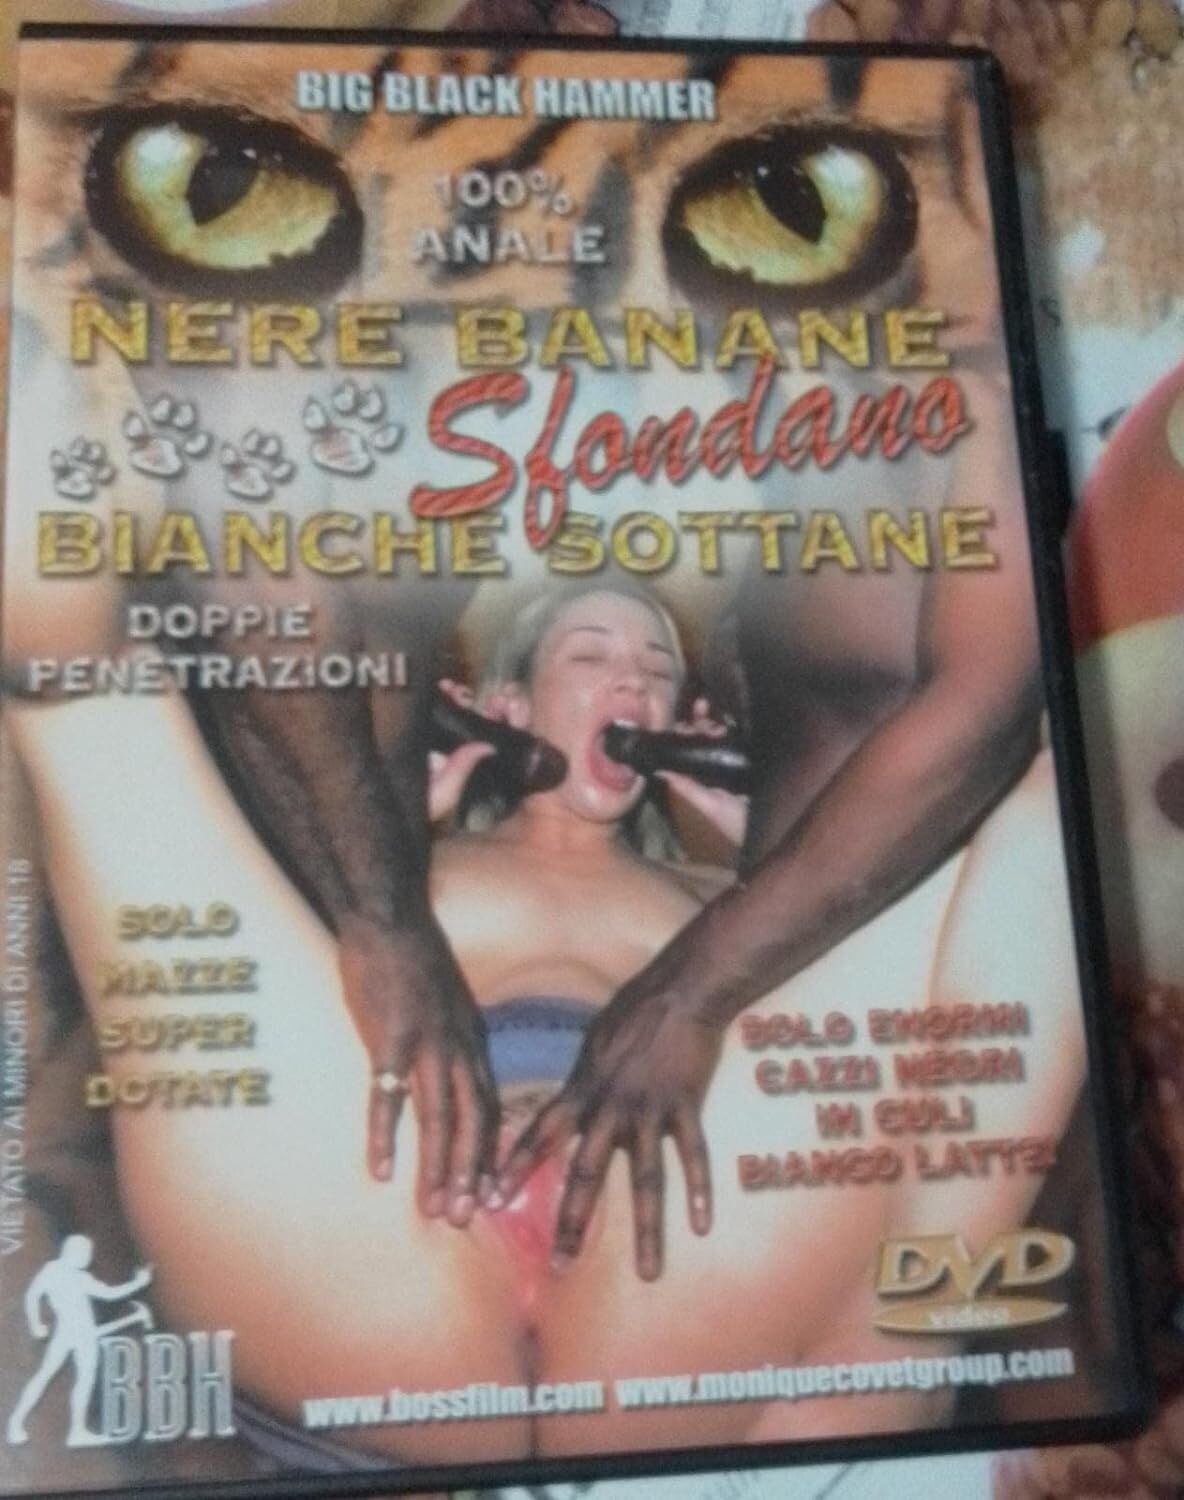 BIG BLACK HAMMER
100%
ANALE
NERE BANANE
Sfondano
BIANCHE SOTTANE
DOPPIE
PENETRAZIONI
SOLO
MAZZE
SUPER
DOTATE
SOLO ENORMI
CAZZI NEGRI
IN CULI
BIANCO LATTE!
VIETATO AI MINORI DI ANNI 18
DVD
VIDEO
BBH
www.bossfilm.com www.moniquecovetgroup.com